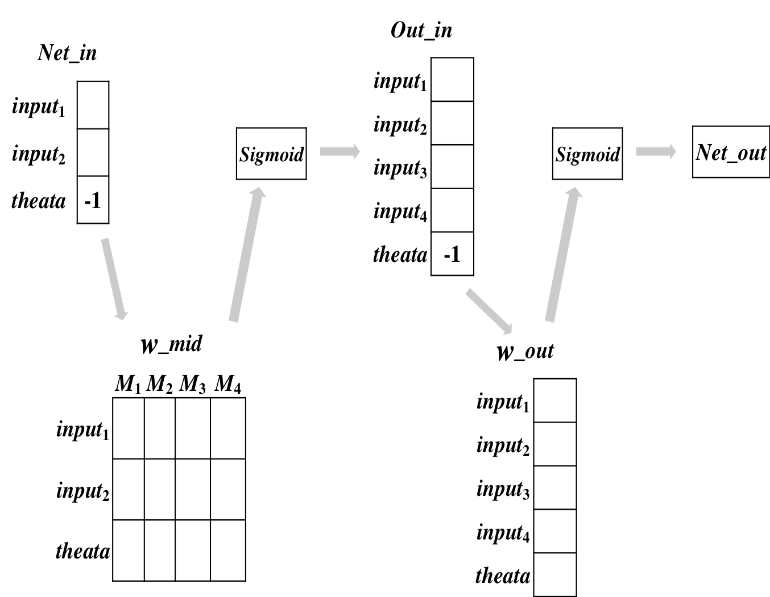 Net_in
input1
input2
theata -1
Sigmoid
Out_in
input1
input2
input3
input4
theata -1
Sigmoid
Net_out
w_mid
M1 M2 M3 M4
input1
input2
theata
w_out
input1
input2
input3
input4
theata